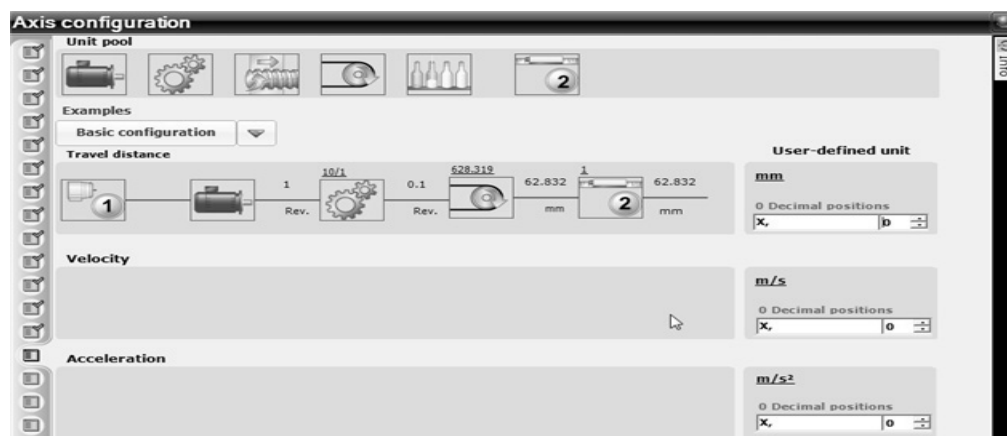 Axis configuration
Info
Unit pool
2
Examples
Basic configuration
Travel distance
User-defined unit
1
1
Rev.
10/1
0.1
Rev.
628.319
62.832
mm
1
2
62.832
mm
mm
0 Decimal positions
x, 0
Velocity
m/s
0 Decimal positions
x, 0
Acceleration
m/s²
0 Decimal positions
x, 0